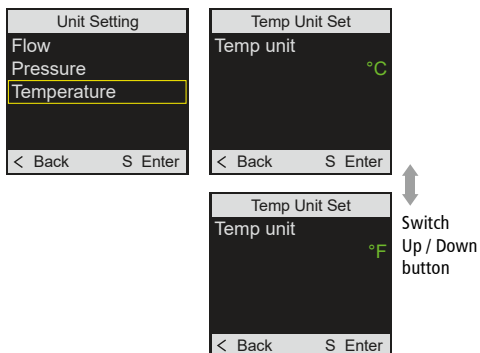 Unit Setting
Flow
Pressure
Temperature
< Back S Enter
Temp Unit Set
Temp unit
°C
< Back S Enter
Temp Unit Set
Temp unit
°F
< Back S Enter
Switch
Up / Down
button